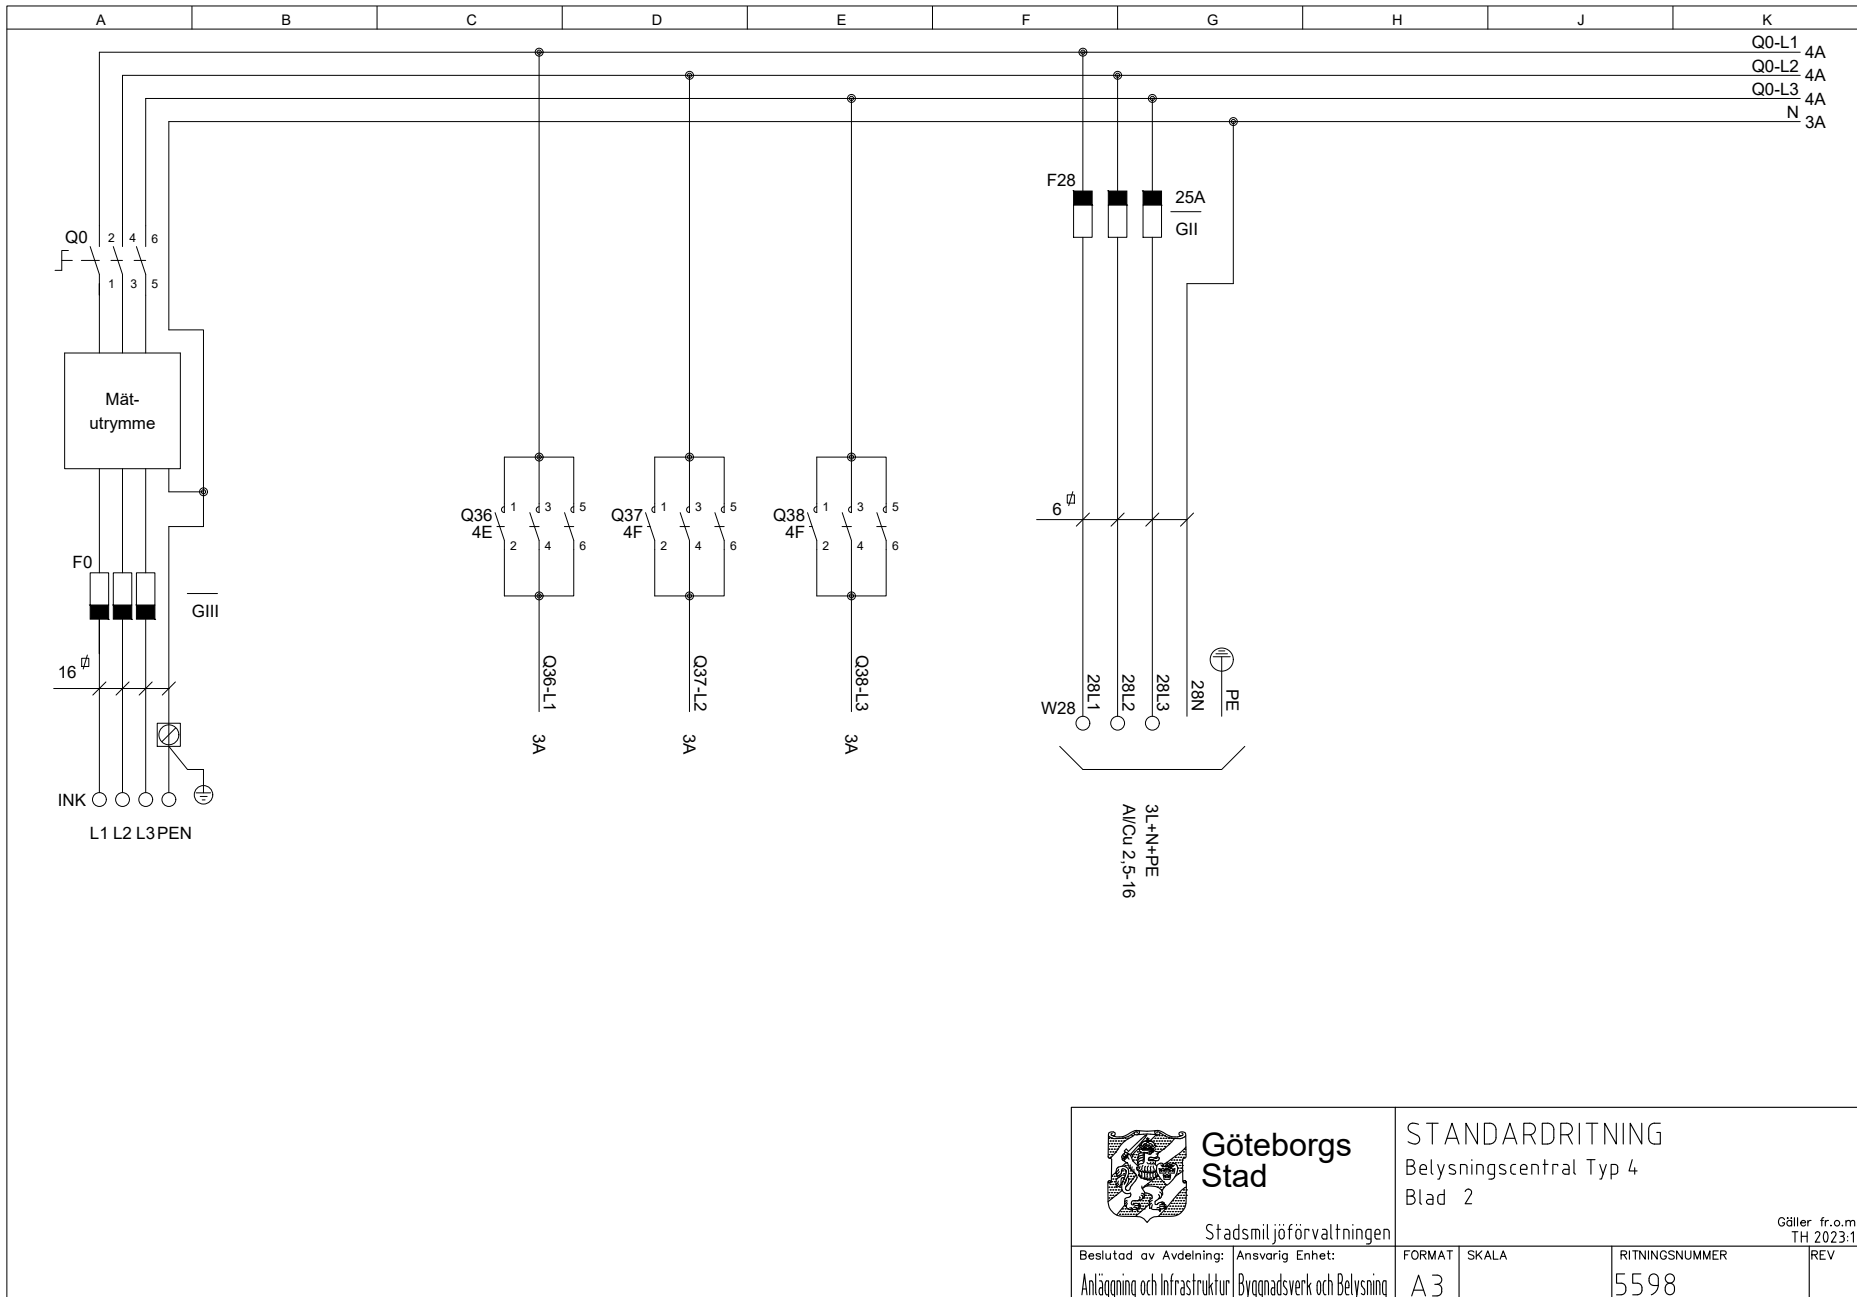 A B C D E F G H J K
Q0-L1 4A
Q0-L2 4A
Q0-L3 4A
N 3A
F28
25A
GII
Q0 2 4 6
1 3 5
Mät-
utrymme
Q36
4E
1 3 5
2 4 6
Q37
4F
1 3 5
2 4 6
Q38
4F
1 3 5
2 4 6
6
F0
GIII
16
Q36-L1
3A
Q37-L2
3A
Q38-L3
3A
W28
28L1
28L2
28L3
28N
PE
INK
L1 L2 L3 PEN
3L+N+PE
Al/Cu 2,5-16
Göteborgs
Stad
Stadsmiljöförvaltningen
STANDARDRITNING
Belysningscentral Typ 4
Blad 2
Gäller fr.o.m
TH 2023:1
Beslutad av Avdelning:
Anläggning och Infrastruktur
Ansvarig Enhet:
Byggnadsverk och Belysning
FORMAT
A3
SKALA
RITNINGSNUMMER
5598
REV